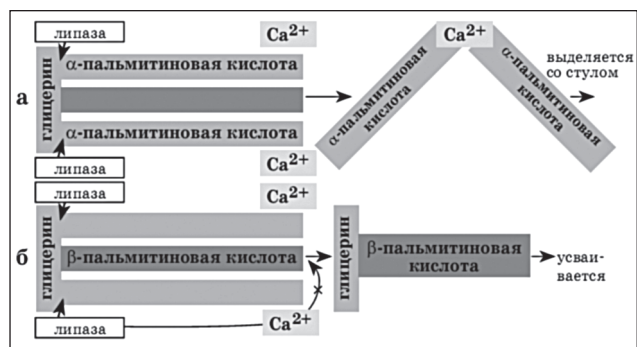 липаза
Ca2+
α-пальмитиновая кислота
а
глицерин
α-пальмитиновая кислота
липаза
Ca2+
Ca2+
α-пальмитиновая
кислота
α-пальмитиновая
кислота
выделяется
со стулом
липаза
Ca2+
б
глицерин
β-пальмитиновая кислота
липаза
Ca2+
глицерин
β-пальмитиновая
кислота
усваи-
вается